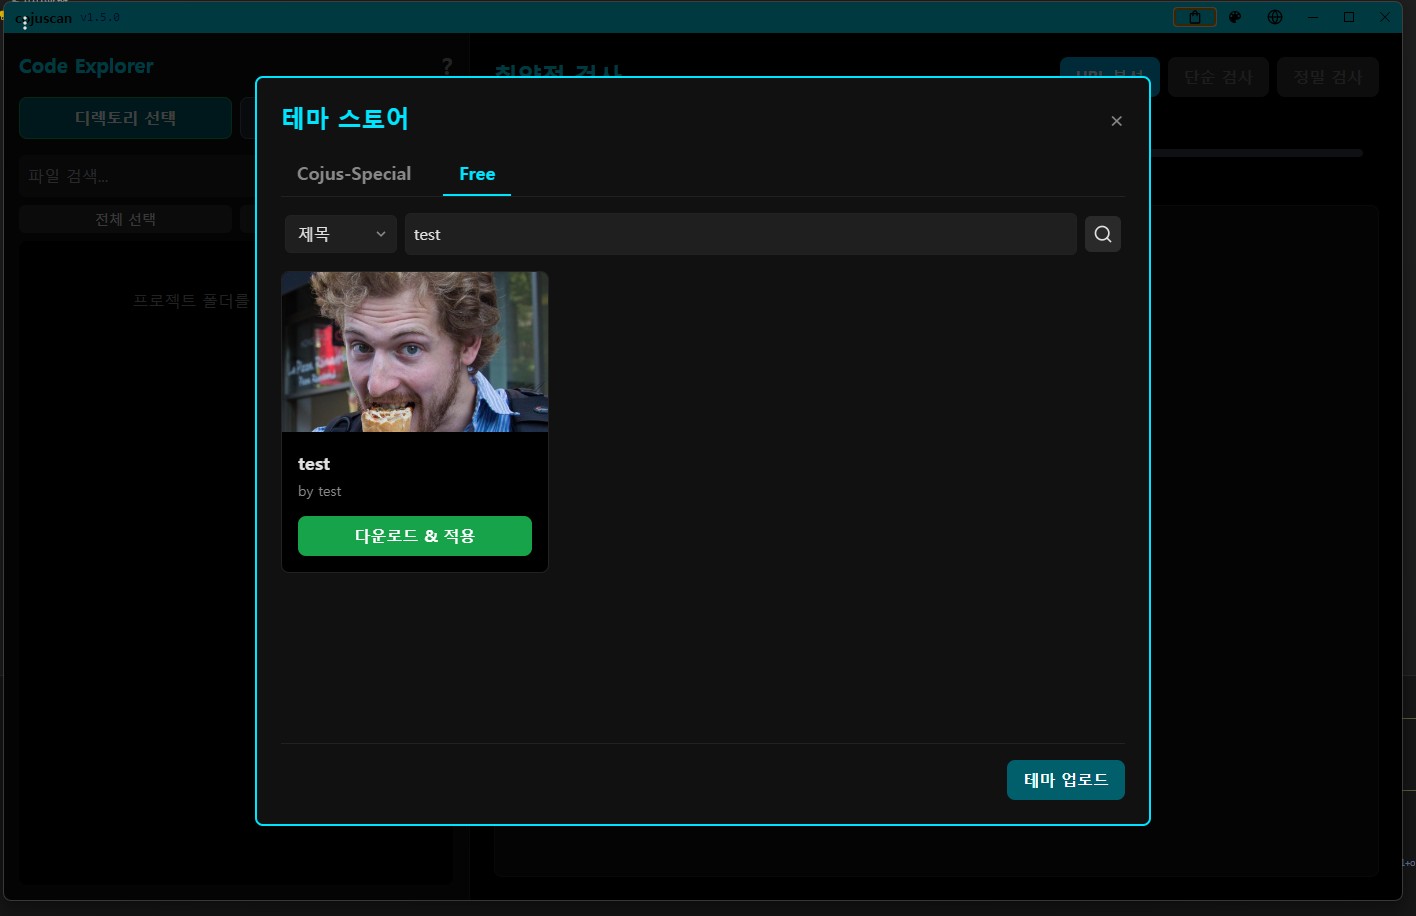 cojuscan v1.5.0
Code Explorer
?
취약점 검사
URL 분석
단순 검사
정밀 검사
디렉토리 선택
파일 검색...
전체 선택
프로젝트 폴더를
테마 스토어
Cojus-Special
Free
제목
test
test
by test
다운로드 & 적용
테마 업로드